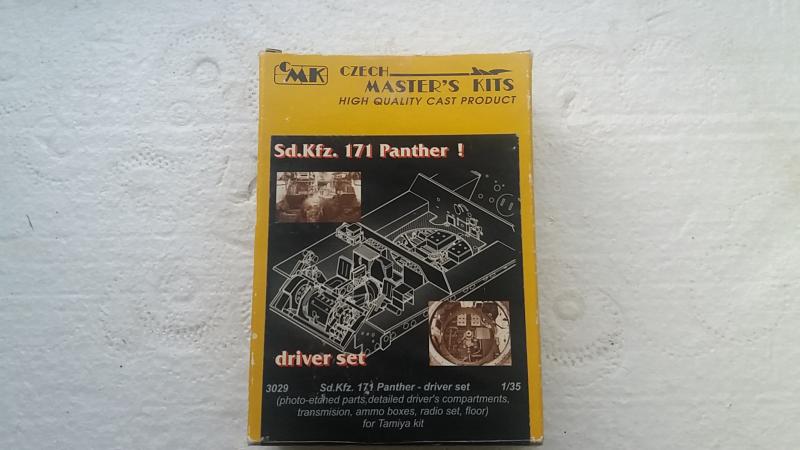 CMK
CZECH
MASTER'S KITS
HIGH QUALITY CAST PRODUCT
Sd.Kfz. 171 Panther !
driver set
3029 Sd.Kfz. 171 Panther - driver set 1/35
(photo-etched parts,detailed driver's compartments,
transmision, ammo boxes, radio set, floor)
for Tamiya kit